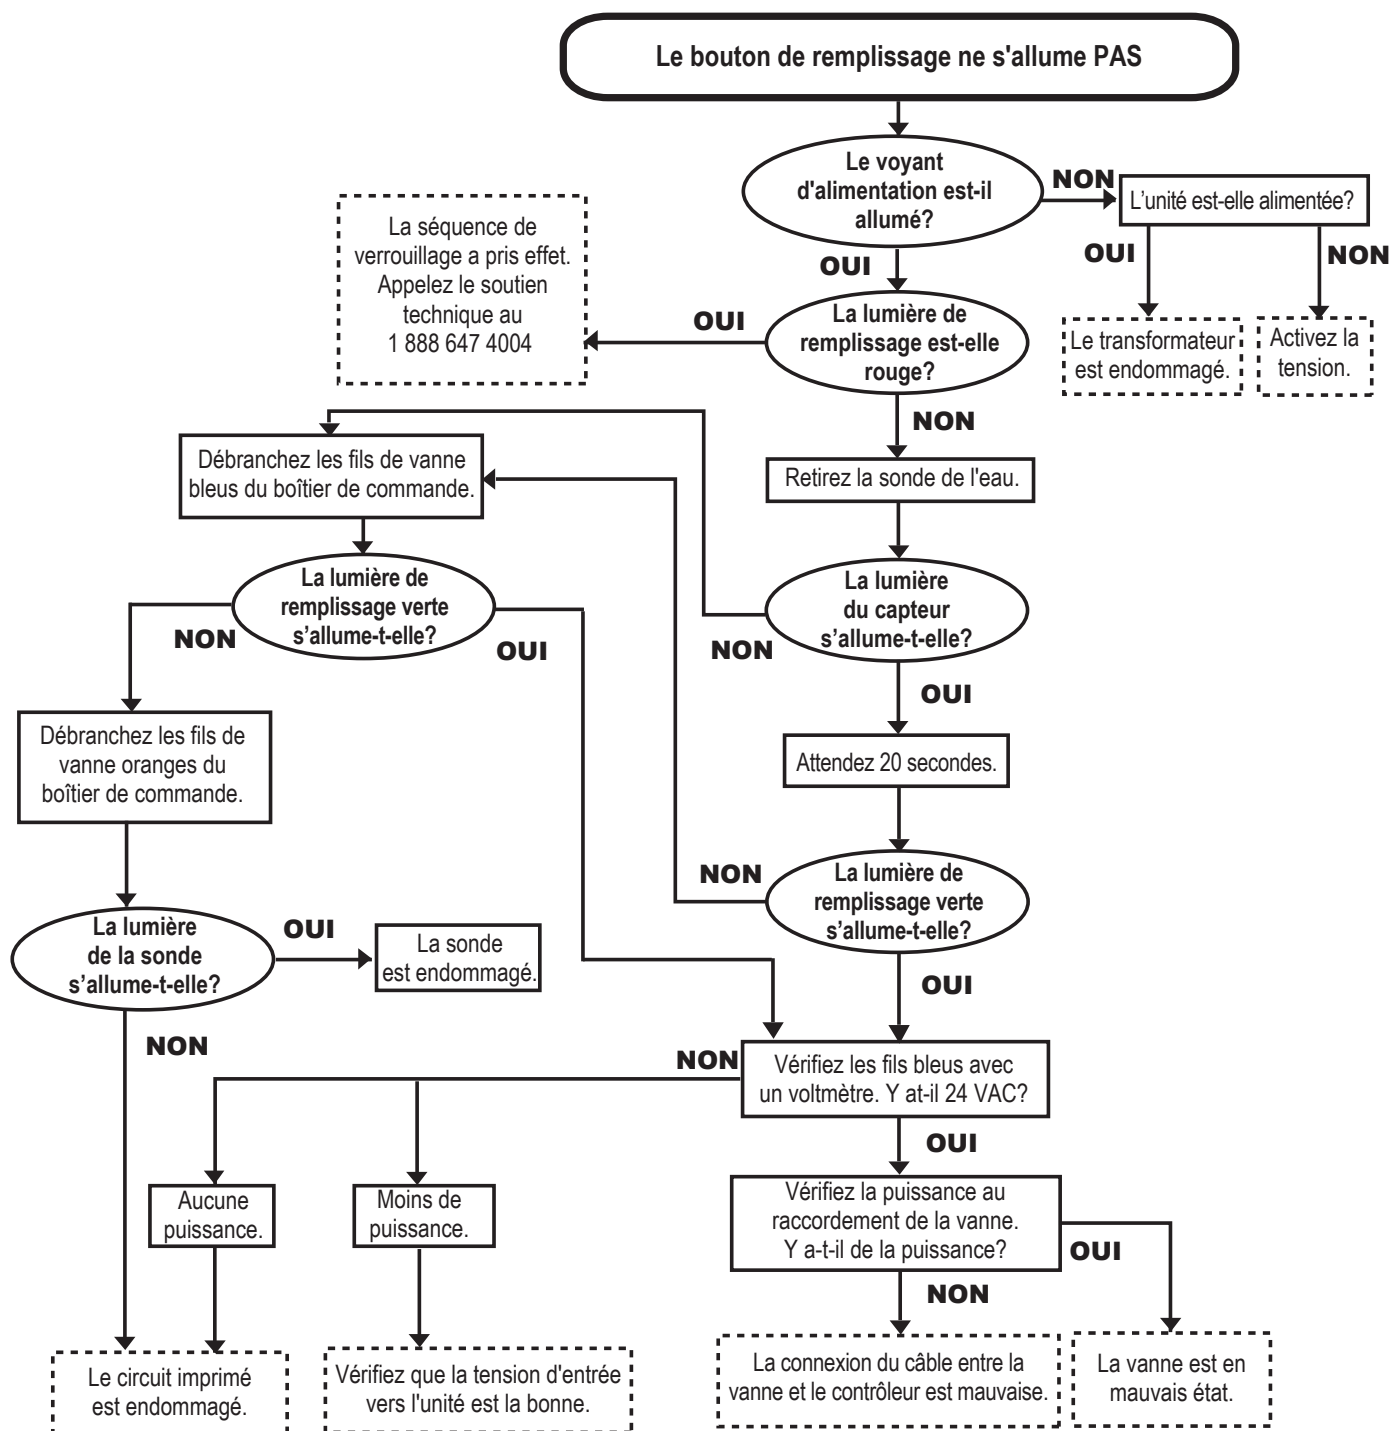 Le bouton de remplissage ne s'allume PAS
Le voyant
d'alimentation est-il
allumé?
NON
L'unité est-elle alimentée?
OUI
NON
Le transformateur
est endommagé.
Activez la
tension.
OUI
La lumière de
remplissage est-elle
rouge?
OUI
La séquence de
verrouillage a pris effet.
Appelez le soutien
technique au
1 888 647 4004
NON
Retirez la sonde de l'eau.
La lumière
du capteur
s'allume-t-elle?
NON
Débranchez les fils de vanne
bleus du boîtier de commande.
La lumière de
remplissage verte
s'allume-t-elle?
NON
OUI
Débranchez les fils de
vanne oranges du
boîtier de commande.
La lumière
de la sonde
s'allume-t-elle?
OUI
La sonde
est endommagé.
NON
OUI
Attendez 20 secondes.
La lumière de
remplissage verte
s'allume-t-elle?
NON
OUI
Vérifiez les fils bleus avec
un voltmètre. Y at-il 24 VAC?
NON
Aucune
puissance.
Moins de
puissance.
Le circuit imprimé
est endommagé.
Vérifiez que la tension d'entrée
vers l'unité est la bonne.
OUI
Vérifiez la puissance au
raccordement de la vanne.
Y a-t-il de la puissance?
OUI
NON
La connexion du câble entre la
vanne et le contrôleur est mauvaise.
La vanne est en
mauvais état.